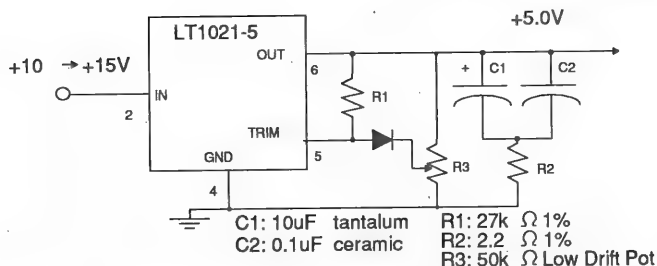 LT1021-5
+5.0V
+10 → +15V
OUT
6
+ C1
C2
IN
2
R1
TRIM
5
GND
4
R3
R2
C1: 10uF tantalum
C2: 0.1uF ceramic
R1: 27k Ω 1%
R2: 2.2 Ω 1%
R3: 50k Ω Low Drift Pot